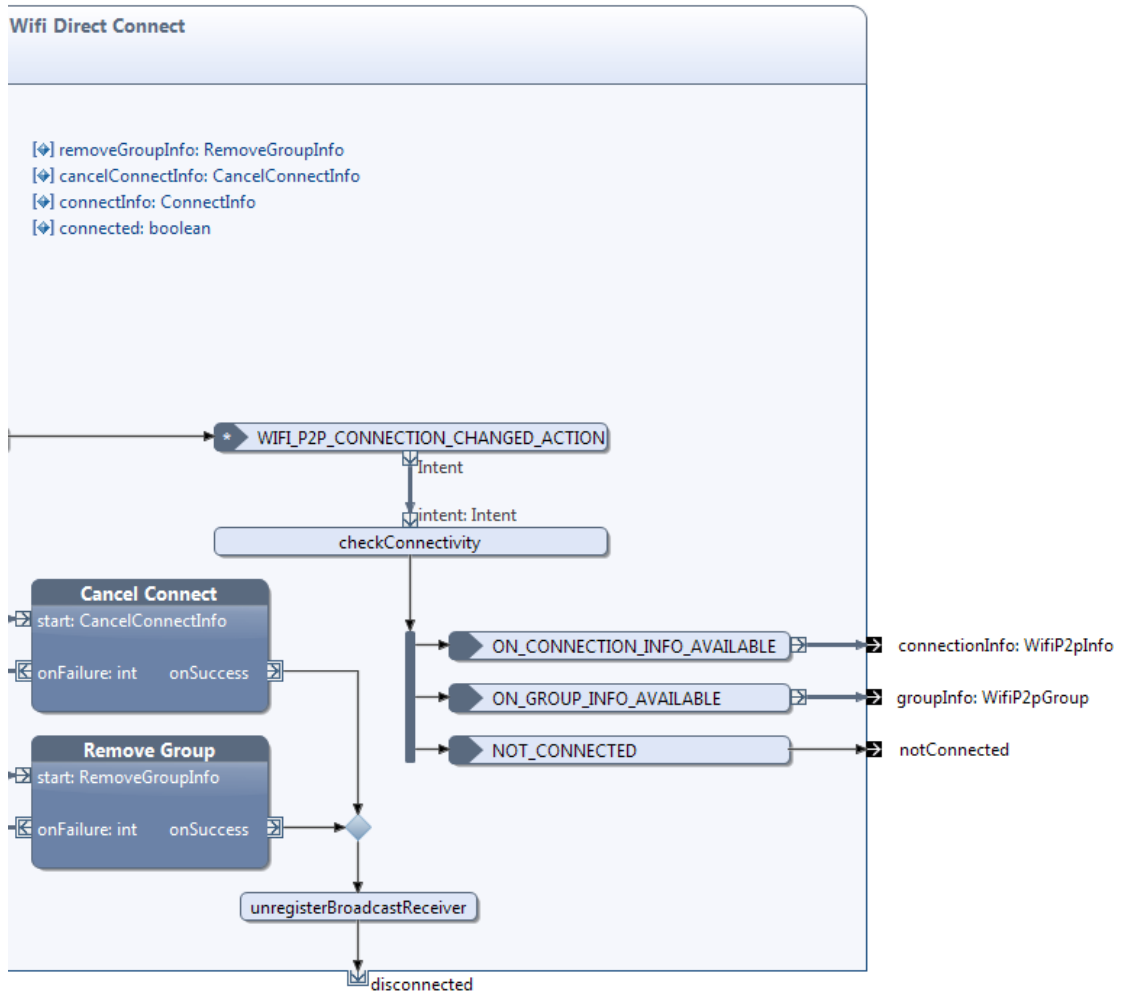 Wifi Direct Connect
removeGroupInfo: RemoveGroupInfo
cancelConnectInfo: CancelConnectInfo
connectInfo: ConnectInfo
connected: boolean
* WIFI_P2P_CONNECTION_CHANGED_ACTION
Intent
intent: Intent
checkConnectivity
Cancel Connect
start: CancelConnectInfo
onFailure: int onSuccess
ON_CONNECTION_INFO_AVAILABLE
connectionInfo: WifiP2pInfo
ON_GROUP_INFO_AVAILABLE
groupInfo: WifiP2pGroup
NOT_CONNECTED
notConnected
Remove Group
start: RemoveGroupInfo
onFailure: int onSuccess
unregisterBroadcastReceiver
disconnected